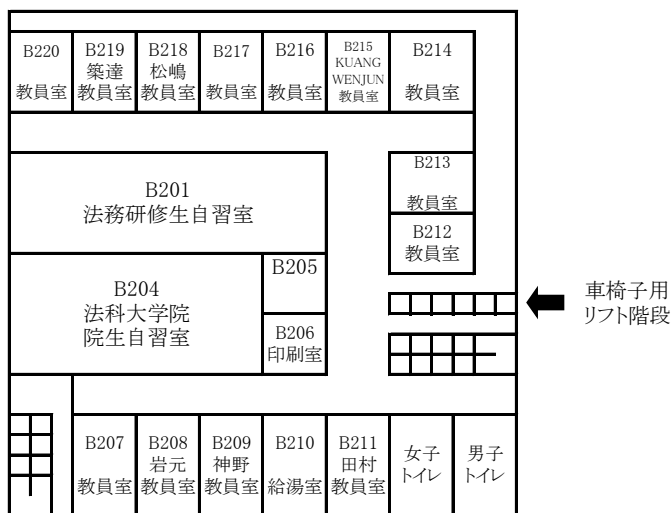 B220
教員室
B219
築達
教員室
B218
松嶋
教員室
B217
教員室
B216
教員室
B215
KUANG
WENJUN
教員室
B214
教員室
B201
法務研修生自習室
B213
教員室
B212
教員室
B204
法科大学院
院生自習室
B205
B206
印刷室
車椅子用
リフト階段
B207
教員室
B208
岩元
教員室
B209
神野
教員室
B210
給湯室
B211
田村
教員室
女子
トイレ
男子
トイレ